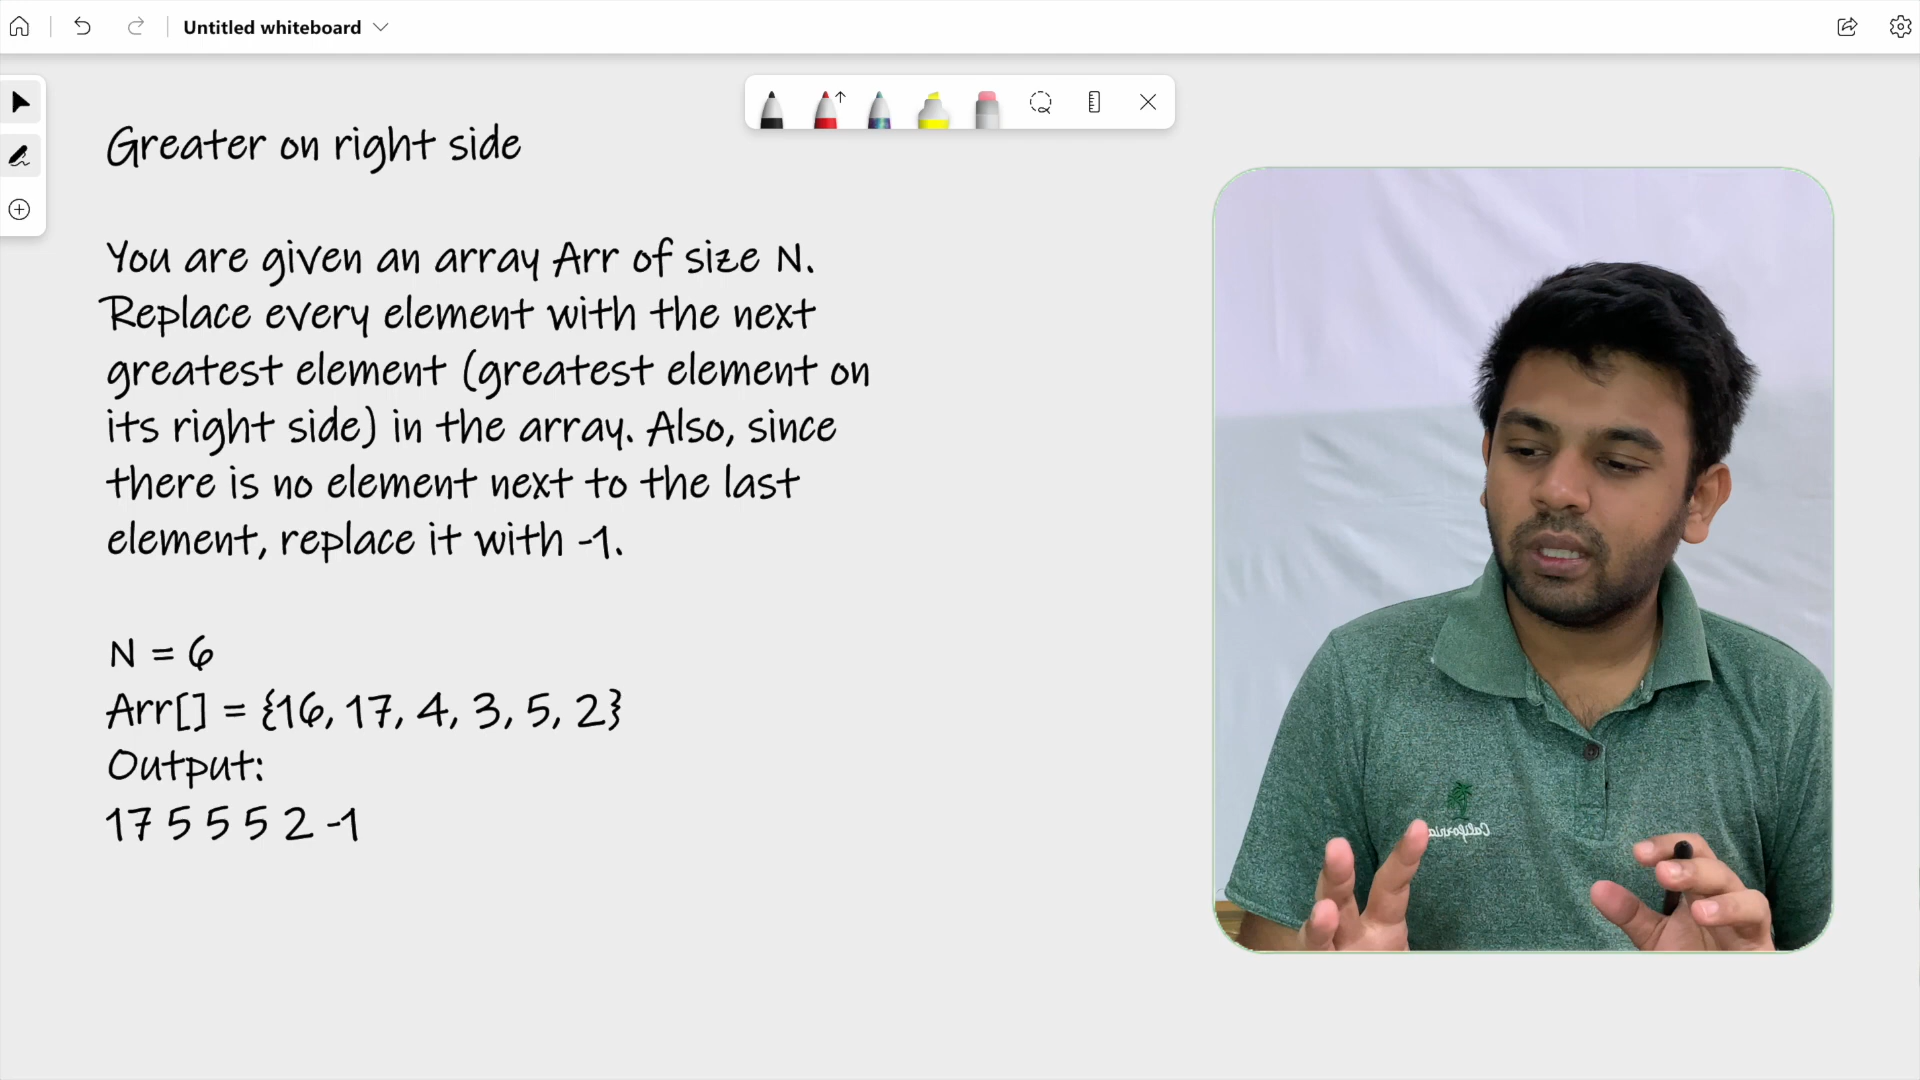 Untitled whiteboard
Greater on right side
You are given an array Arr of size N.
Replace every element with the next
greatest element (greatest element on
its right side) in the array. Also, since
there is no element next to the last
element, replace it with -1.
N = 6
Arr[] = {16, 17, 4, 3, 5, 2}
Output:
17 5 5 5 2 -1
California